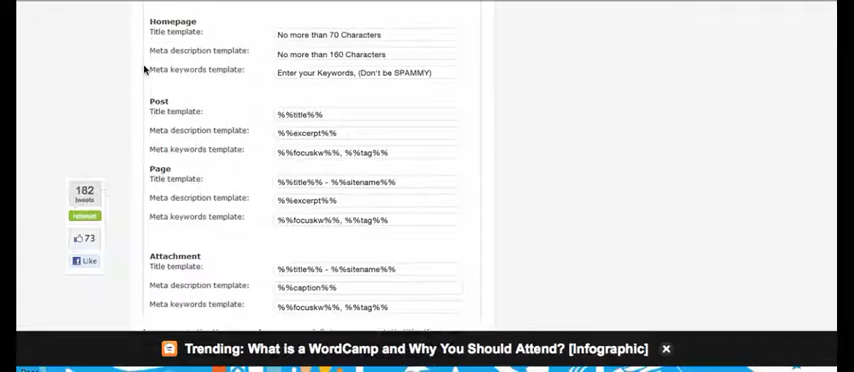 Homepage
Title template: No more than 70 Characters
Meta description template: No more than 160 Characters
Meta keywords template: Enter your Keywords, (Don't be SPAMMY)
Post
Title template: %%title%%
Meta description template: %%excerpt%%
Meta keywords template: %%focuskw%%, %%tag%%
Page
Title template: %%title%% - %%sitename%%
Meta description template: %%excerpt%%
Meta keywords template: %%focuskw%%, %%tag%%
182
tweets
retweet
73
Like
Attachment
Title template: %%title%% - %%sitename%%
Meta description template: %%caption%%
Meta keywords template: %%focuskw%%, %%tag%%
Trending: What is a WordCamp and Why You Should Attend? [Infographic]